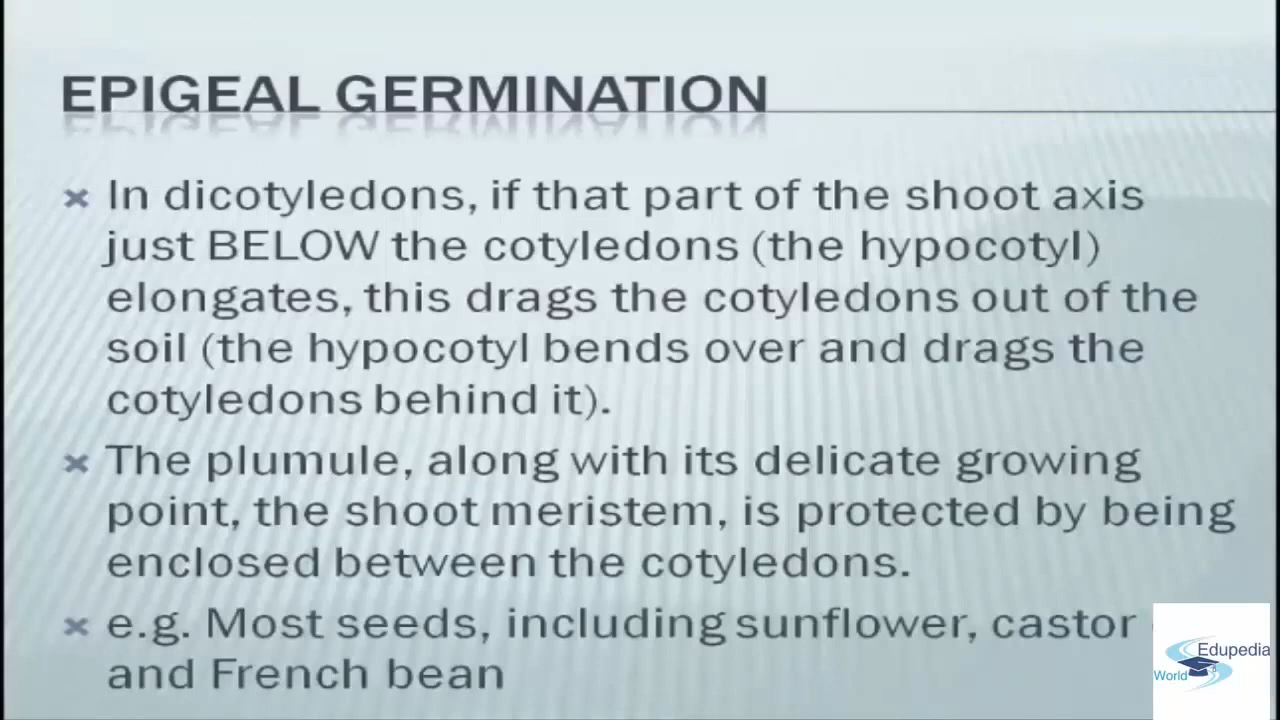 EPIGEAL GERMINATION
In dicotyledons, if that part of the shoot axis
just BELOW the cotyledons (the hypocotyl)
elongates, this drags the cotyledons out of the
soil (the hypocotyl bends over and drags the
cotyledons behind it).
The plumule, along with its delicate growing
point, the shoot meristem, is protected by being
enclosed between the cotyledons.
e.g. Most seeds, including sunflower, castor
and French bean
Edupedia
World